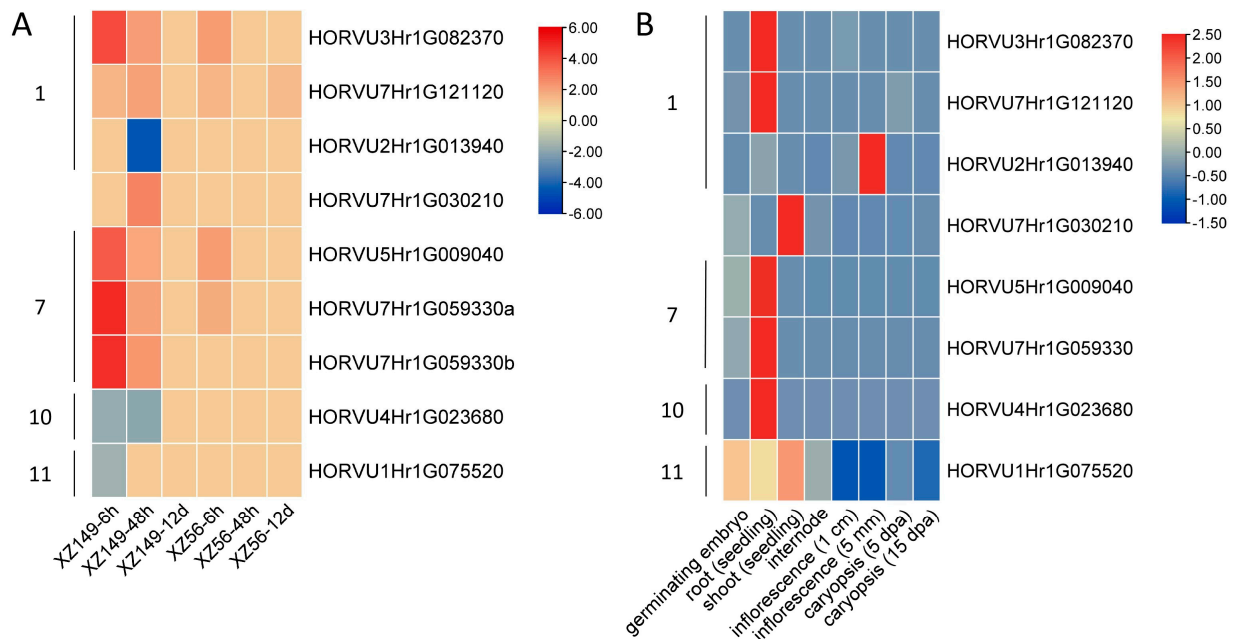 A
1
7
10
11
HORVU3Hr1G082370
HORVU7Hr1G121120
HORVU2Hr1G013940
HORVU7Hr1G030210
HORVU5Hr1G009040
HORVU7Hr1G059330a
HORVU7Hr1G059330b
HORVU4Hr1G023680
HORVU1Hr1G075520
6.00
4.00
2.00
0.00
-2.00
-4.00
-6.00
XZ149-6h
XZ149-48h
XZ149-12d
XZ56-6h
XZ56-48h
XZ56-12d
B
1
7
10
11
HORVU3Hr1G082370
HORVU7Hr1G121120
HORVU2Hr1G013940
HORVU7Hr1G030210
HORVU5Hr1G009040
HORVU7Hr1G059330
HORVU4Hr1G023680
HORVU1Hr1G075520
2.50
2.00
1.50
1.00
0.50
0.00
-0.50
-1.00
-1.50
germinating embryo
root (seedling)
shoot (seedling)
internode
inflorescence (1 cm)
inflorescence (5 mm)
caryopsis (5 dpa)
caryopsis (15 dpa)